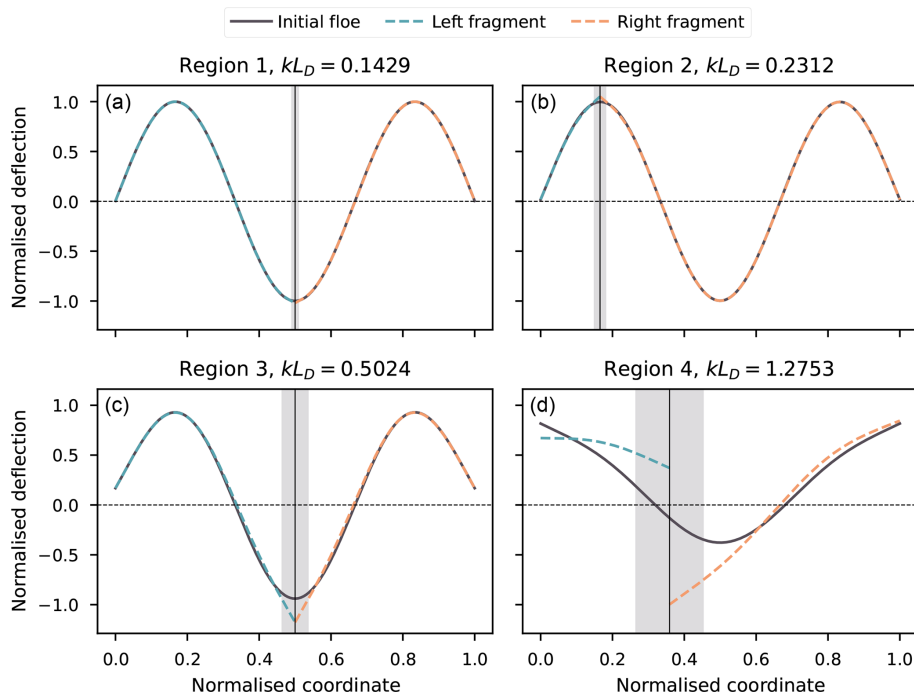 Initial floe Left fragment Right fragment
Region 1, kL_D = 0.1429
Region 2, kL_D = 0.2312
(a)
(b)
Normalised deflection
1.0
0.5
0.0
−0.5
−1.0
Region 3, kL_D = 0.5024
Region 4, kL_D = 1.2753
(c)
(d)
Normalised deflection
1.0
0.5
0.0
−0.5
−1.0
0.0 0.2 0.4 0.6 0.8 1.0
0.0 0.2 0.4 0.6 0.8 1.0
Normalised coordinate
Normalised coordinate